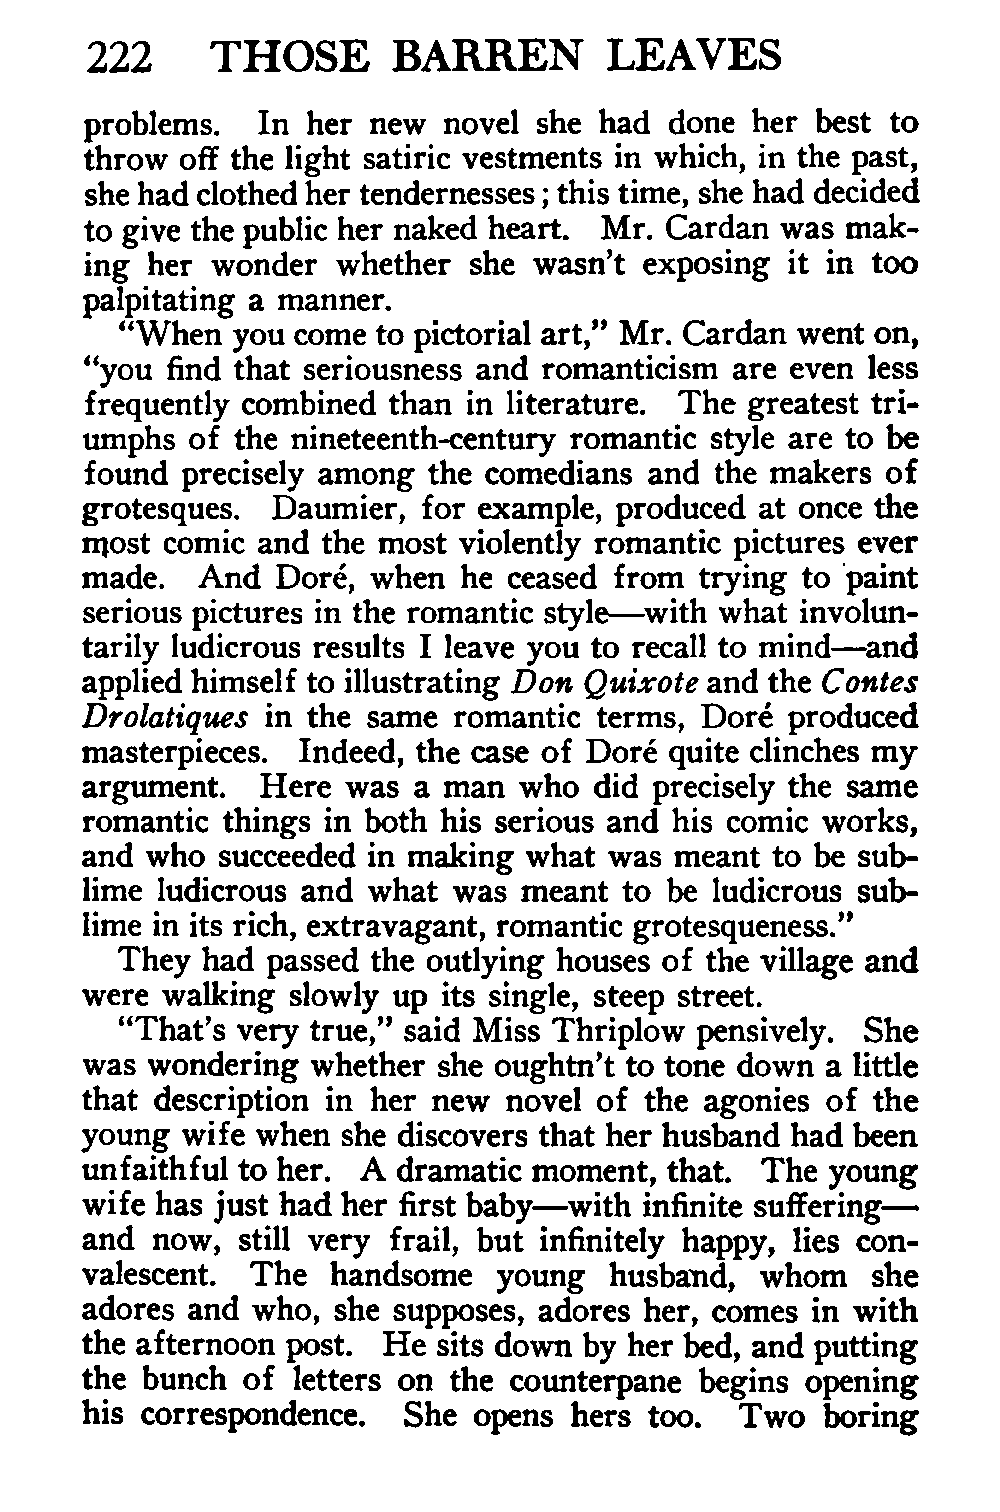 222 THOSE BARREN LEAVES
problems. In her new novel she had done her best to
throw off the light satiric vestments in which, in the past,
she had clothed her tendernesses; this time, she had decided
to give the public her naked heart. Mr. Cardan was mak-
ing her wonder whether she wasn't exposing it in too
palpitating a manner.
“When you come to pictorial art,” Mr. Cardan went on,
“you find that seriousness and romanticism are even less
frequently combined than in literature. The greatest tri-
umphs of the nineteenth-century romantic style are to be
found precisely among the comedians and the makers of
grotesques. Daumier, for example, produced at once the
most comic and the most violently romantic pictures ever
made. And Doré, when he ceased from trying to paint
serious pictures in the romantic style—with what involun-
tarily ludicrous results I leave you to recall to mind—and
applied himself to illustrating Don Quixote and the Contes
Drolatiques in the same romantic terms, Doré produced
masterpieces. Indeed, the case of Doré quite clinches my
argument. Here was a man who did precisely the same
romantic things in both his serious and his comic works,
and who succeeded in making what was meant to be sub-
lime ludicrous and what was meant to be ludicrous sub-
lime in its rich, extravagant, romantic grotesqueness.”
They had passed the outlying houses of the village and
were walking slowly up its single, steep street.
“That's very true,” said Miss Thriplow pensively. She
was wondering whether she oughtn't to tone down a little
that description in her new novel of the agonies of the
young wife when she discovers that her husband had been
unfaithful to her. A dramatic moment, that. The young
wife has just had her first baby—with infinite suffering—
and now, still very frail, but infinitely happy, lies con-
valescent. The handsome young husband, whom she
adores and who, she supposes, adores her, comes in with
the afternoon post. He sits down by her bed, and putting
the bunch of letters on the counterpane begins opening
his correspondence. She opens hers too. Two boring